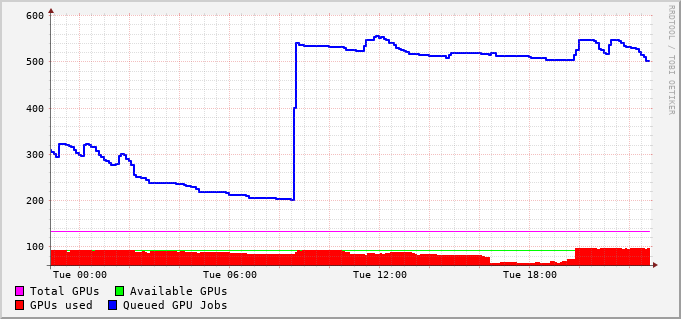 600
500
400
300
200
100
Tue 00:00 Tue 06:00 Tue 12:00 Tue 18:00
Total GPUs Available GPUs
GPUs used Queued GPU Jobs
RRDTOOL / TOBI OETIKER